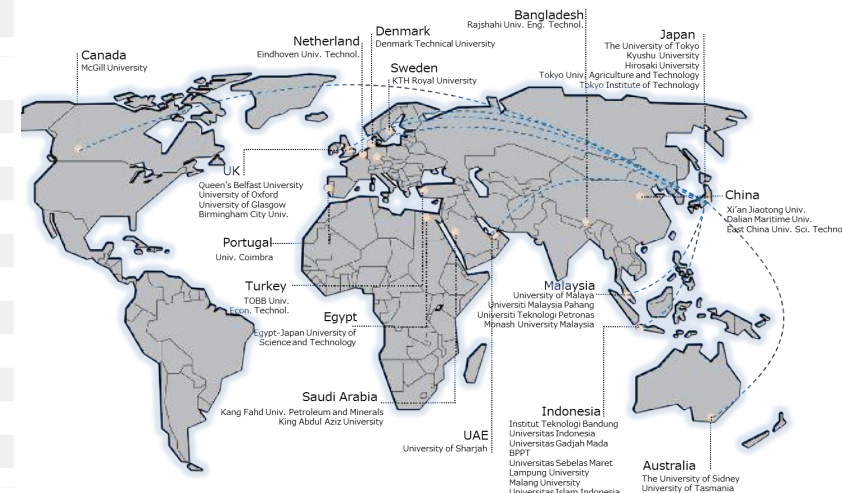 Bangladesh
Rajshahi Univ. Eng. Technol.
Denmark
Denmark Technical University
Netherland
Eindhoven Univ. Technol.
Japan
The University of Tokyo
Kyushu University
Hirosaki University
Tokyo Univ. Agriculture and Technology
Tokyo Institute of Technology
Canada
McGill University
Sweden
KTH Royal University
UK
Queen's Belfast University
University of Oxford
University of Glasgow
Birmingham City Univ.
China
Xi'an Jiaotong Univ.
Dalian Maritime Univ.
East China Univ. Sci. Techno
Portugal
Univ. Coimbra
Turkey
TOBB Univ.
Econ. Technol.
Malaysia
University of Malaya
Universiti Malaysia Pahang
Universiti Teknologi Petronas
Monash University Malaysia
Egypt
Egypt-Japan University of
Science and Technology
Saudi Arabia
Kang Fahd Univ. Petroleum and Minerals
King Abdul Aziz University
UAE
University of Sharjah
Indonesia
Institut Teknologi Bandung
Universitas Indonesia
Universitas Gadjah Mada
BPPT
Universitas Sebelas Maret
Lampung University
Malang University
Universitas Islam Indonesia
Australia
The University of Sidney
University of Tasmania